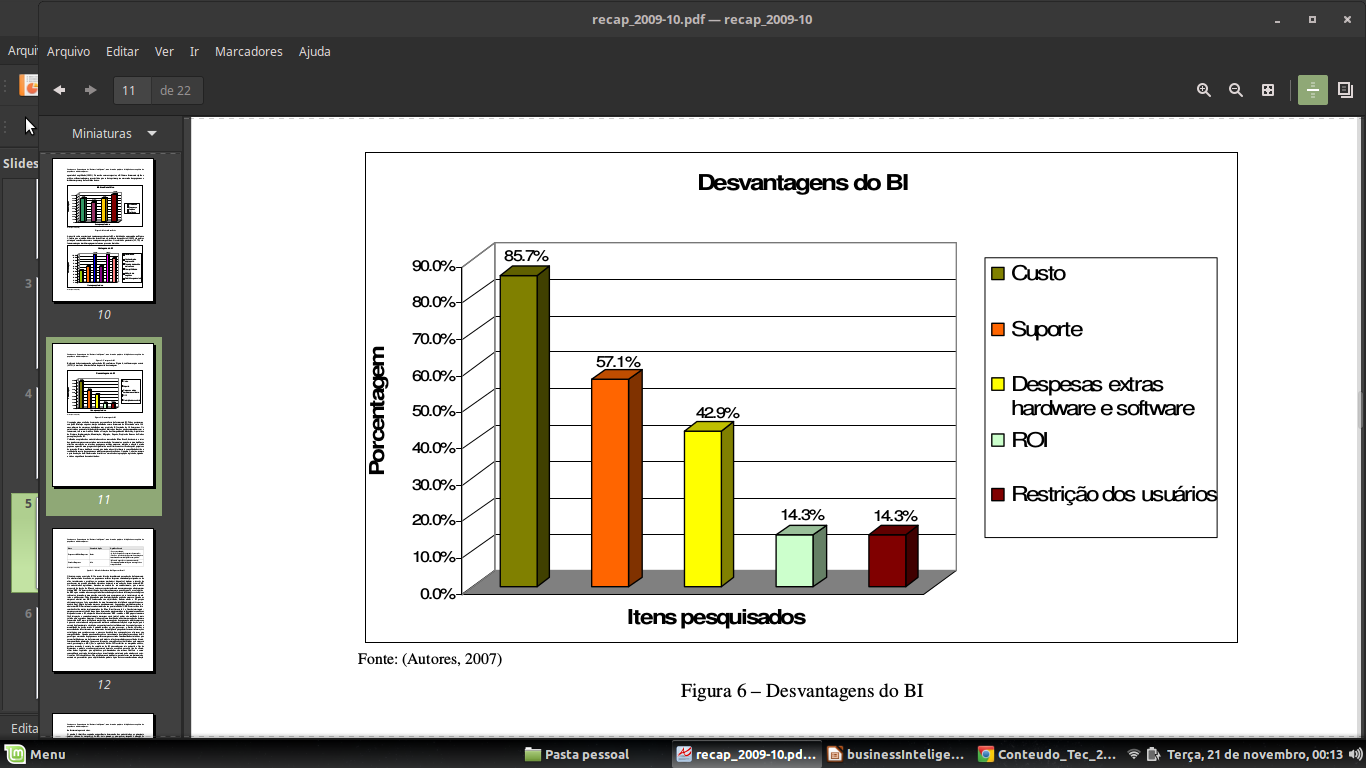 recap_2009-10.pdf — recap_2009-10
Arqui
Arquivo Editar Ver Ir Marcadores Ajuda
11 de 22
Miniaturas
Slides
3
4
5
6
10
11
12
Desvantagens do BI
Porcentagem
90.0%
80.0%
70.0%
60.0%
50.0%
40.0%
30.0%
20.0%
10.0%
0.0%
85.7%
57.1%
42.9%
14.3%
14.3%
Itens pesquisados
Custo
Suporte
Despesas extras
hardware e software
ROI
Restrição dos usuários
Fonte: (Autores, 2007)
Figura 6 – Desvantagens do BI
Edita
Menu
Pasta pessoal
recap_2009-10.pd...
businessIntelige...
Conteudo_Tec_2...
Terça, 21 de novembro, 00:13